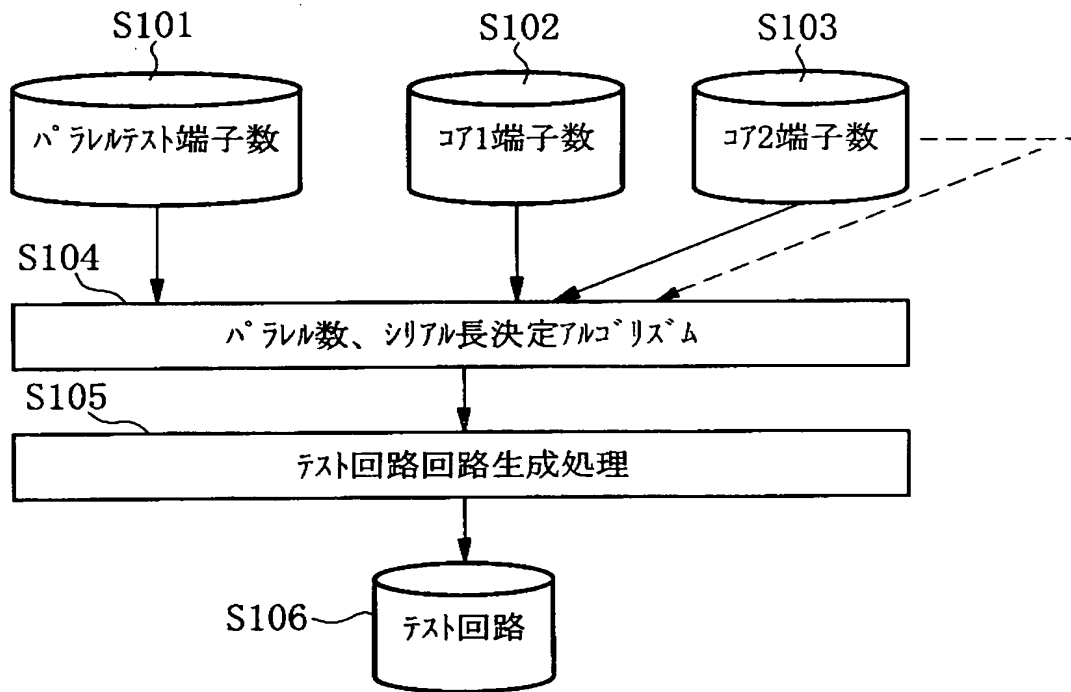 S101
S102
S103
ﾊﾟﾗﾚﾙﾃｽﾄ端子数
ｺｱ1端子数
ｺｱ2端子数
S104
ﾊﾟﾗﾚﾙ数、ｼﾘｱﾙ長決定ｱﾙｺﾞﾘｽﾞﾑ
S105
ﾃｽﾄ回路回路生成処理
S106
ﾃｽﾄ回路